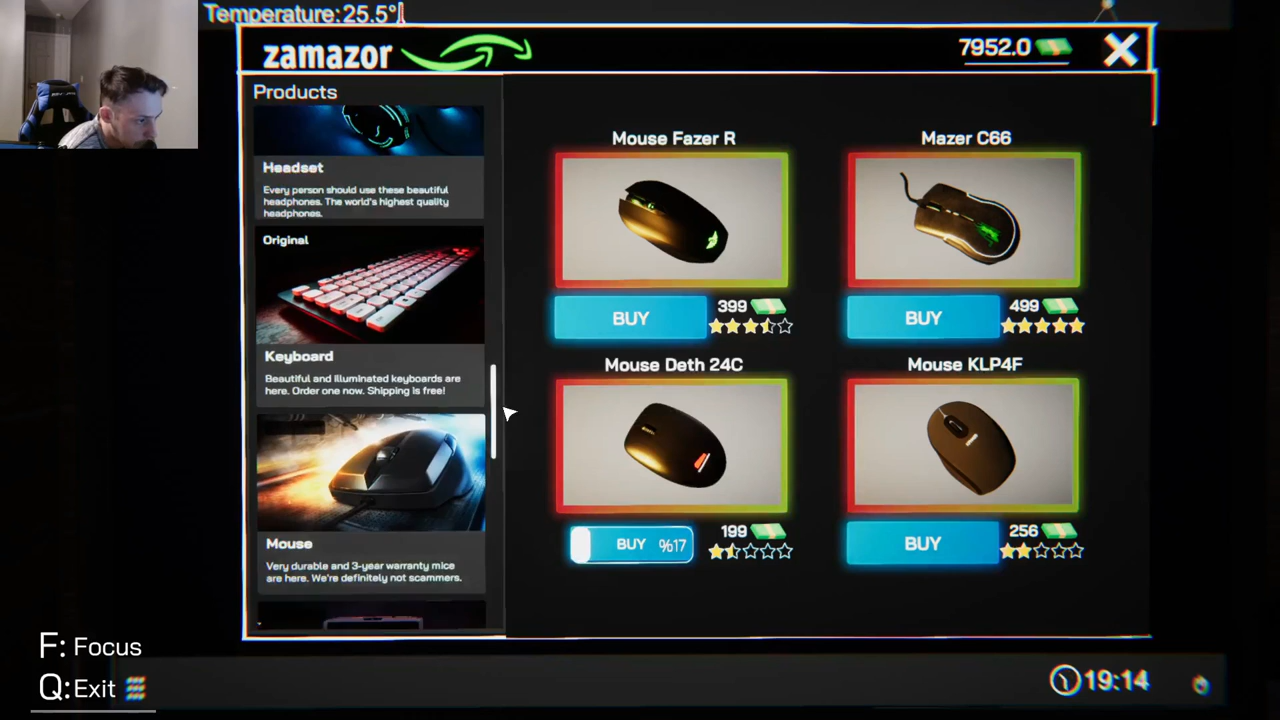 Temperature: 25.5°
zamazor
7952.0
Products
Headset
Every person should use these beautiful
headphones. The world's highest quality
headphones.
Original
Keyboard
Beautiful and illuminated keyboards are
here. Order one now. Shipping is free!
Mouse
Very durable and 3-year warranty mice
are here. We're definitely not scammers.
Mouse Fazer R
BUY
399
Mazer C66
BUY
499
Mouse Deth 24C
BUY %17
199
Mouse KLP4F
BUY
256
F: Focus
Q: Exit
19:14